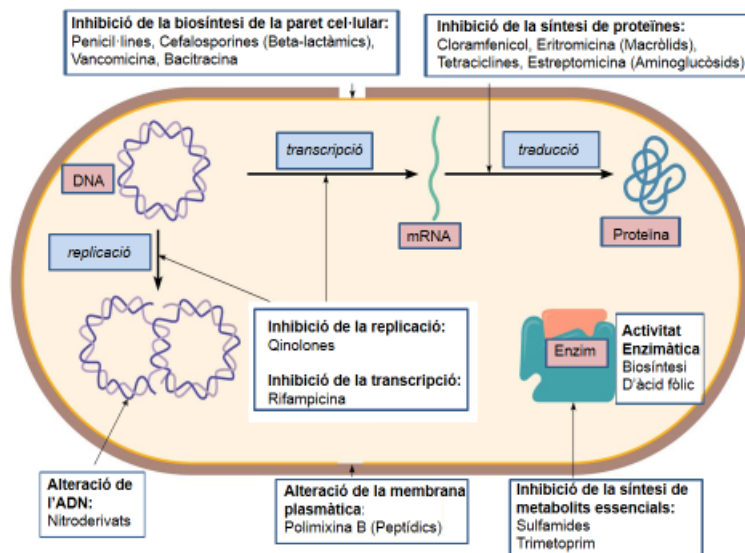 Inhibició de la biosíntesi de la paret cel·lular:
Penicil·lines, Cefalosporines (Beta-lactàmics),
Vancomicina, Bacitracina
Inhibició de la síntesi de proteïnes:
Cloramfenicol, Eritromicina (Macròlids),
Tetraciclines, Estreptomicina (Aminoglucòsids)
transcripció
traducció
DNA
mRNA
Proteïna
replicació
Inhibició de la replicació:
Qinolones
Inhibició de la transcripció:
Rifampicina
Enzim
Activitat
Enzimàtica
Biosíntesi
D'àcid fòlic
Alteració de
l'ADN:
Nitroderivats
Alteració de la membrana
plasmàtica:
Polimixina B (Peptídics)
Inhibició de la síntesi de
metabolits essencials:
Sulfamides
Trimetoprim